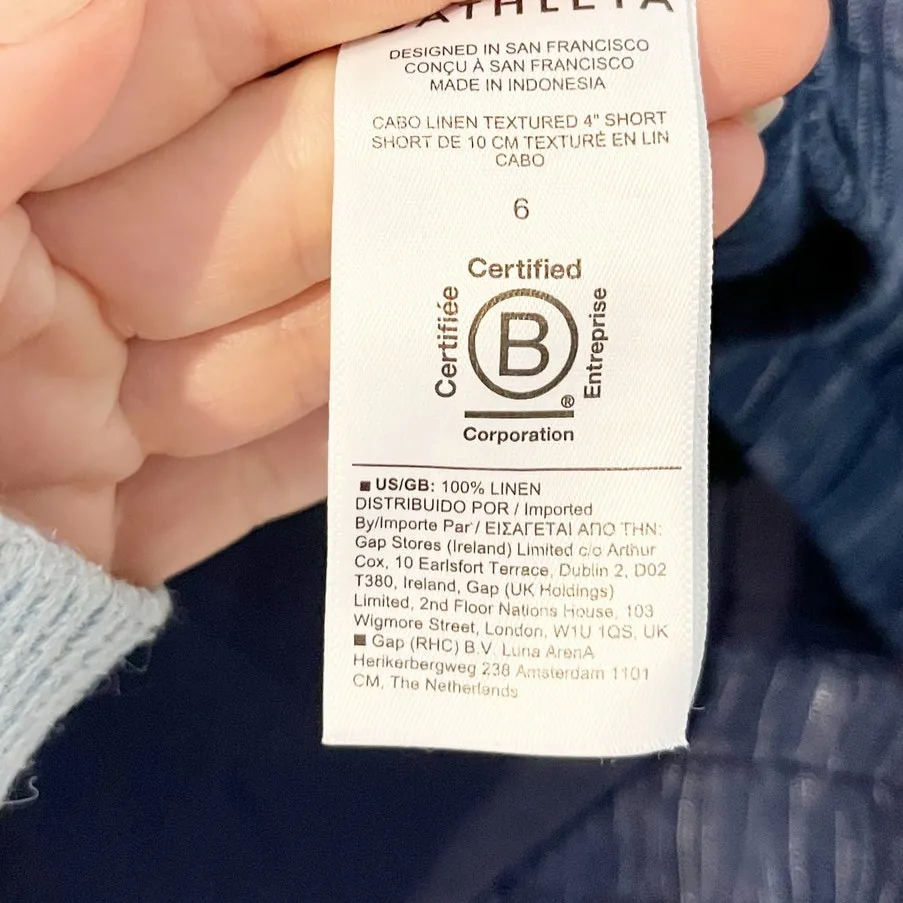 ATHLETA
DESIGNED IN SAN FRANCISCO
CONÇU À SAN FRANCISCO
MADE IN INDONESIA
CABO LINEN TEXTURED 4" SHORT
SHORT DE 10 CM TEXTURÉ EN LIN
CABO
6
Certified
Certifiée
B
Entreprise
®
Corporation
US/GB: 100% LINEN
DISTRIBUIDO POR / Imported
By/Importe Par / ΕΙΣΑΓΕΤΑΙ ΑΠΟ ΤΗΝ:
Gap Stores (Ireland) Limited c/o Arthur
Cox, 10 Earlsfort Terrace, Dublin 2, D02
T380, Ireland, Gap (UK Holdings)
Limited, 2nd Floor Nations House, 103
Wigmore Street, London, W1U 1QS, UK
Gap (RHC) B.V. Luna ArenA
Herikerbergweg 238 Amsterdam 1101
CM, The Netherlands